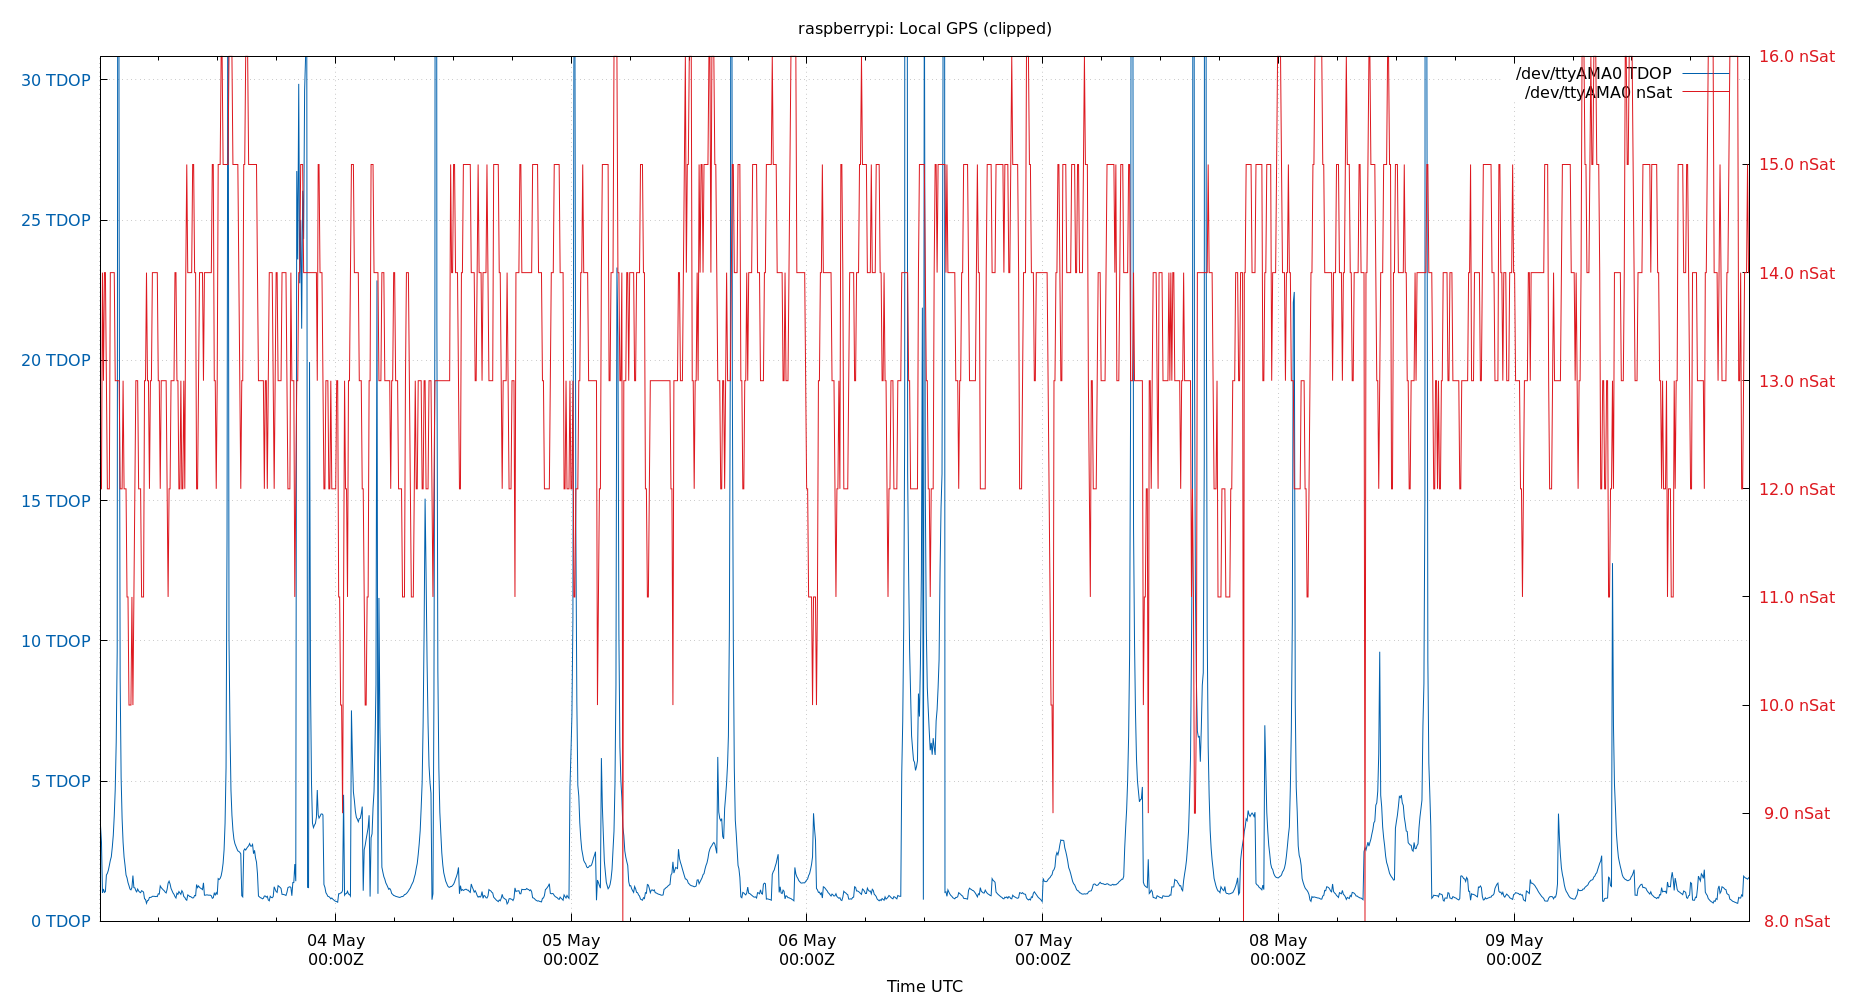 raspberrypi: Local GPS (clipped)
30 TDOP
25 TDOP
20 TDOP
15 TDOP
10 TDOP
5 TDOP
0 TDOP
16.0 nSat
15.0 nSat
14.0 nSat
13.0 nSat
12.0 nSat
11.0 nSat
10.0 nSat
9.0 nSat
8.0 nSat
/dev/ttyAMA0 TDOP
/dev/ttyAMA0 nSat
04 May
00:00Z
05 May
00:00Z
06 May
00:00Z
07 May
00:00Z
08 May
00:00Z
09 May
00:00Z
Time UTC